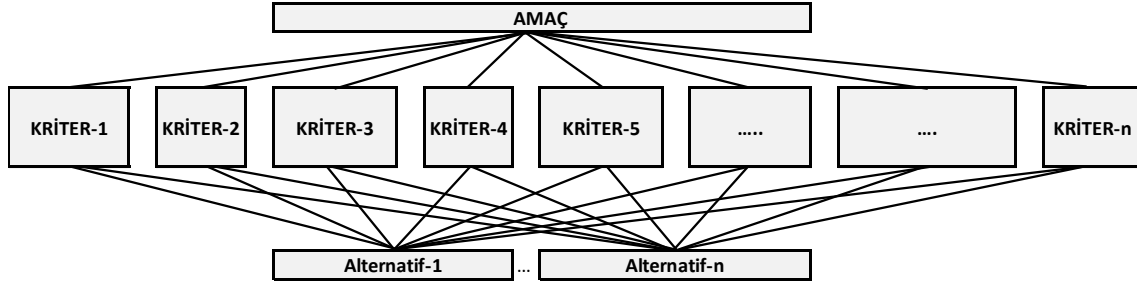 AMAÇ
KRİTER-1 KRİTER-2 KRİTER-3 KRİTER-4 KRİTER-5 ..... .... KRİTER-n
Alternatif-1 ... Alternatif-n